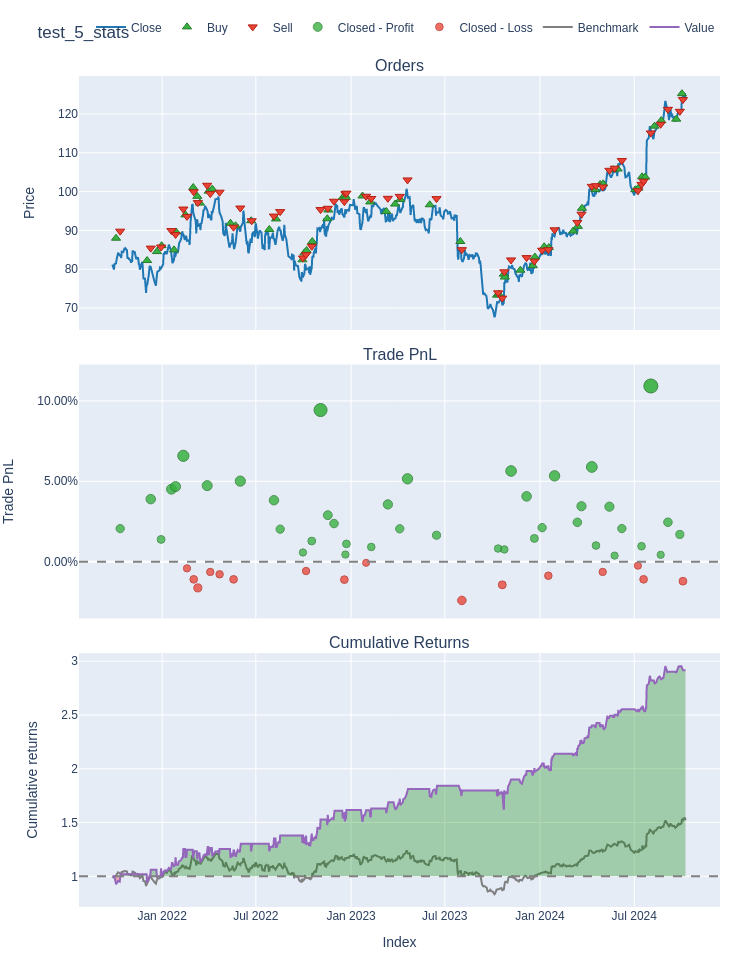 test_5_stats
Close Buy Sell Closed - Profit Closed - Loss Benchmark Value
Orders
120
110
100
90
80
70
Price
Trade PnL
10.00%
5.00%
0.00%
Trade PnL
Cumulative Returns
3
2.5
2
1.5
1
Cumulative returns
Jan 2022 Jul 2022 Jan 2023 Jul 2023 Jan 2024 Jul 2024
Index